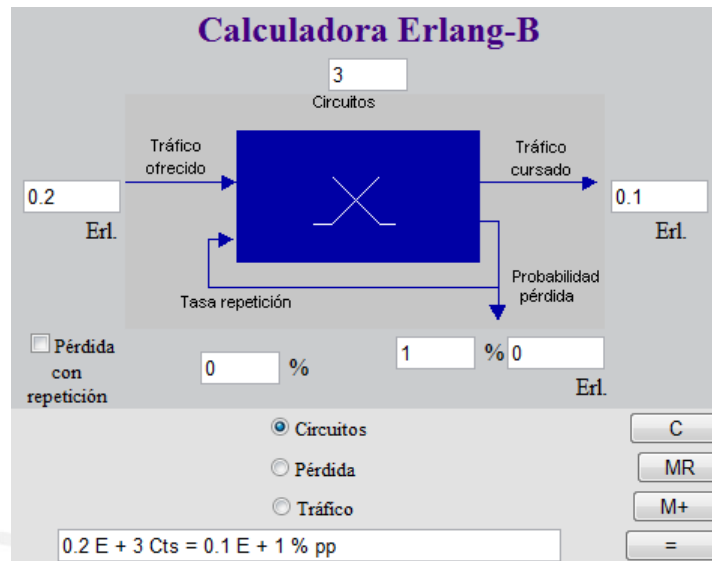 Calculadora Erlang-B
3
Circuitos
Tráfico ofrecido
Tráfico cursado
0.2
Erl.
0.1
Erl.
Tasa repetición
Probabilidad pérdida
Pérdida con repetición
0 %
1 %
0
Erl.
Circuitos
C
Pérdida
MR
Tráfico
M+
0.2 E + 3 Cts = 0.1 E + 1 % pp
=